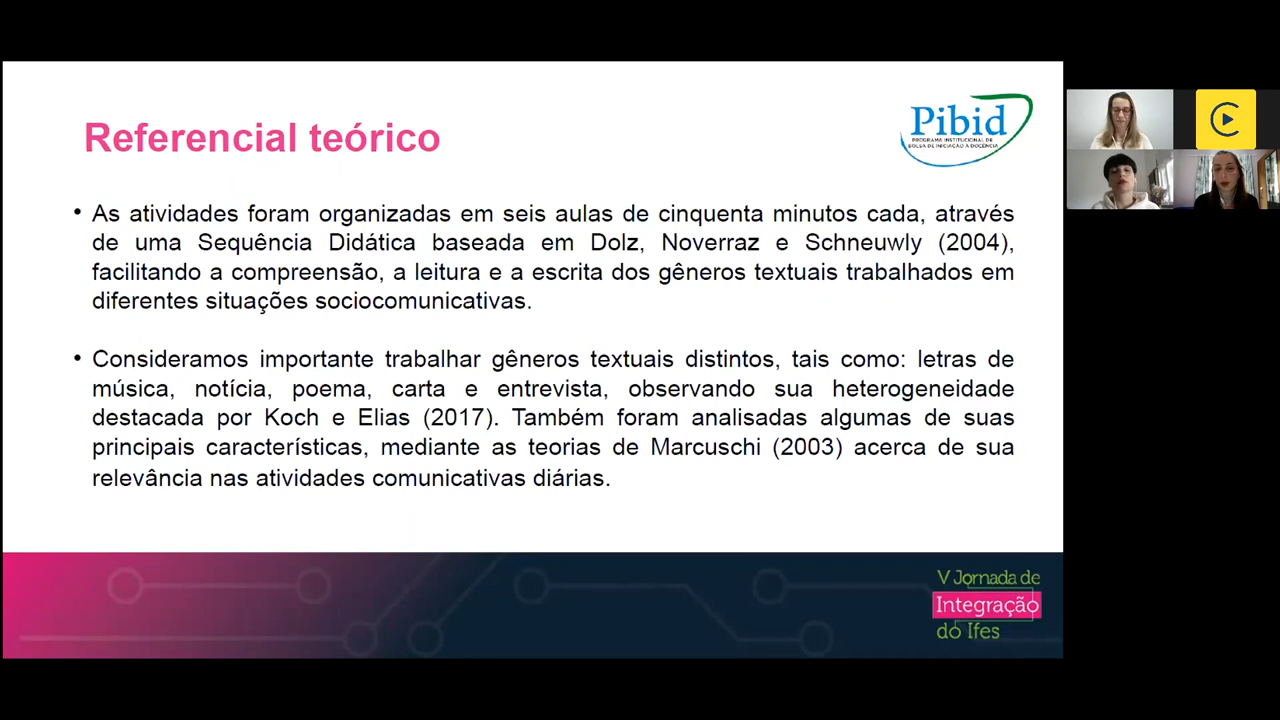 Referencial teórico
Pibid
PROGRAMA INSTITUCIONAL DE
BOLSA DE INICIAÇÃO À DOCÊNCIA
• As atividades foram organizadas em seis aulas de cinquenta minutos cada, através
de uma Sequência Didática baseada em Dolz, Noverraz e Schneuwly (2004),
facilitando a compreensão, a leitura e a escrita dos gêneros textuais trabalhados em
diferentes situações sociocomunicativas.
• Consideramos importante trabalhar gêneros textuais distintos, tais como: letras de
música, notícia, poema, carta e entrevista, observando sua heterogeneidade
destacada por Koch e Elias (2017). Também foram analisadas algumas de suas
principais características, mediante as teorias de Marcuschi (2003) acerca de sua
relevância nas atividades comunicativas diárias.
V Jornada de
Integração
do Ifes